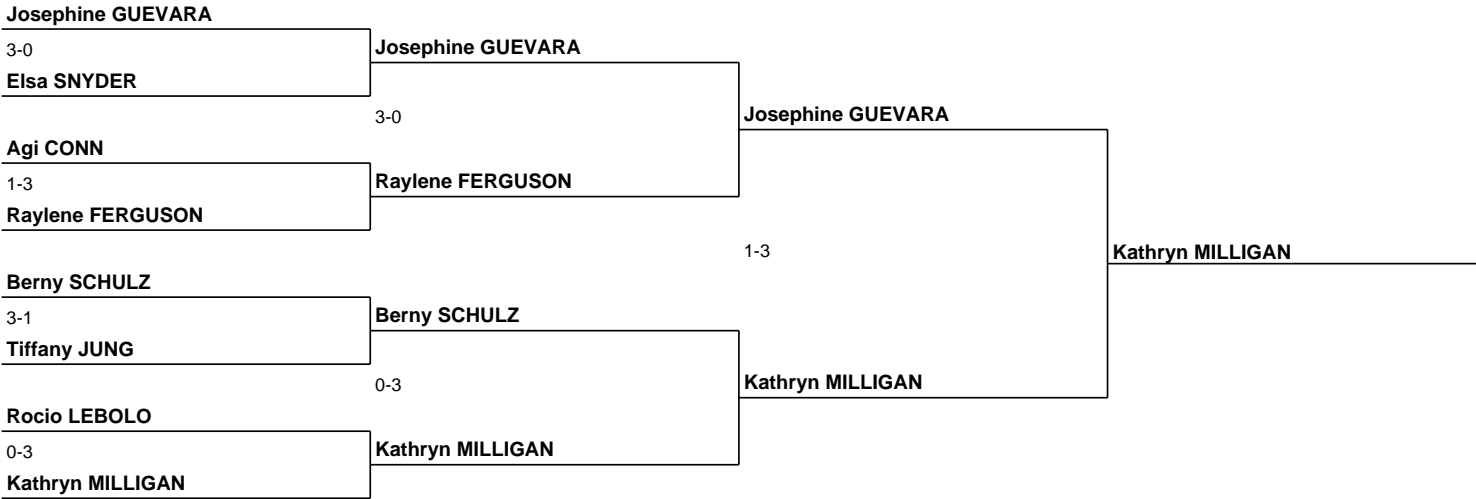 Josephine GUEVARA
3-0
Elsa SNYDER
Josephine GUEVARA
3-0
Josephine GUEVARA
Agi CONN
1-3
Raylene FERGUSON
Raylene FERGUSON
1-3
Kathryn MILLIGAN
Berny SCHULZ
3-1
Tiffany JUNG
Berny SCHULZ
0-3
Kathryn MILLIGAN
Rocio LEBOLO
0-3
Kathryn MILLIGAN
Kathryn MILLIGAN